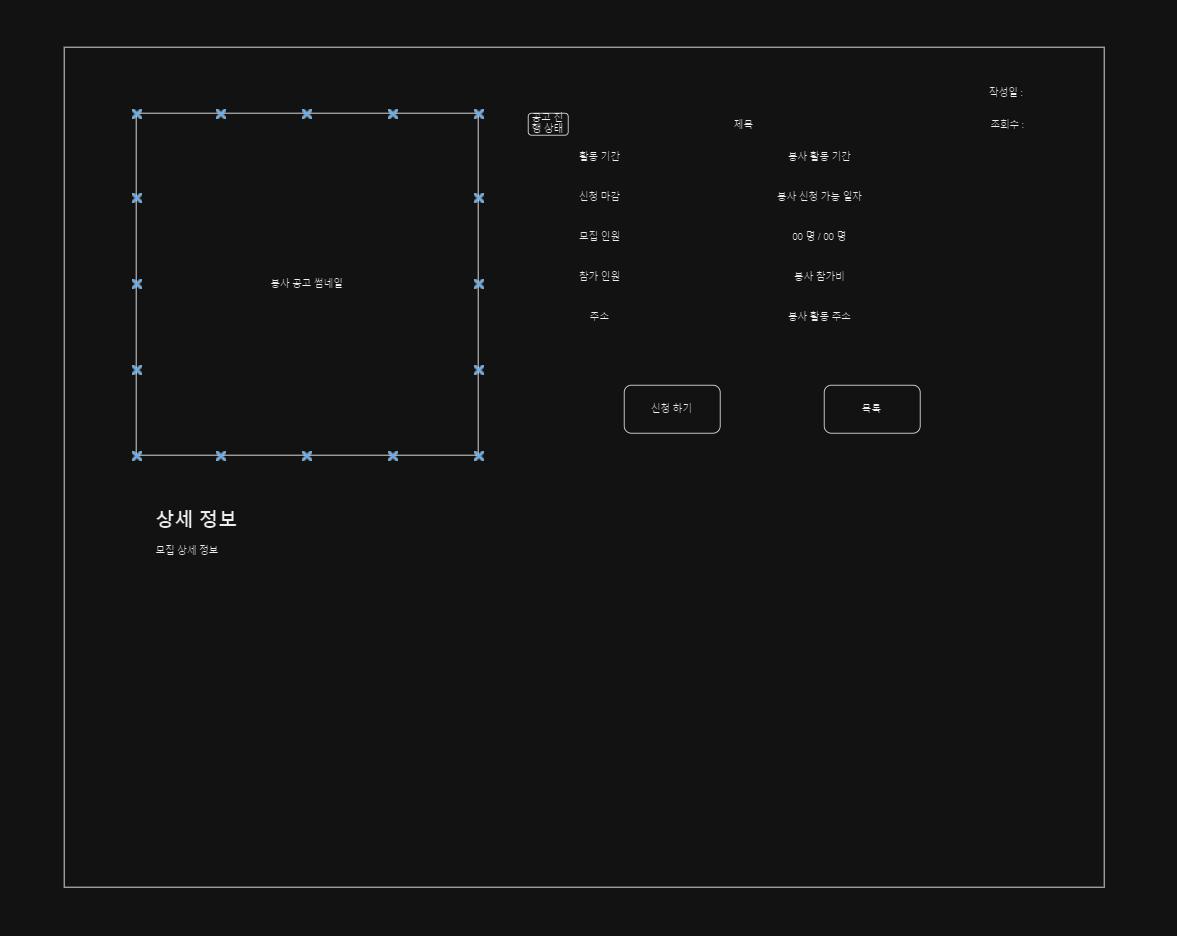 작성일 :
공고 진
행 상태
제목
조회수 :
활동 기간
봉사 활동 기간
신청 마감
봉사 신청 가능 일자
모집 인원
00 명 / 00 명
참가 인원
봉사 참가비
주소
봉사 활동 주소
봉사 공고 썸네일
신청 하기
목록
상세 정보
모집 상세 정보